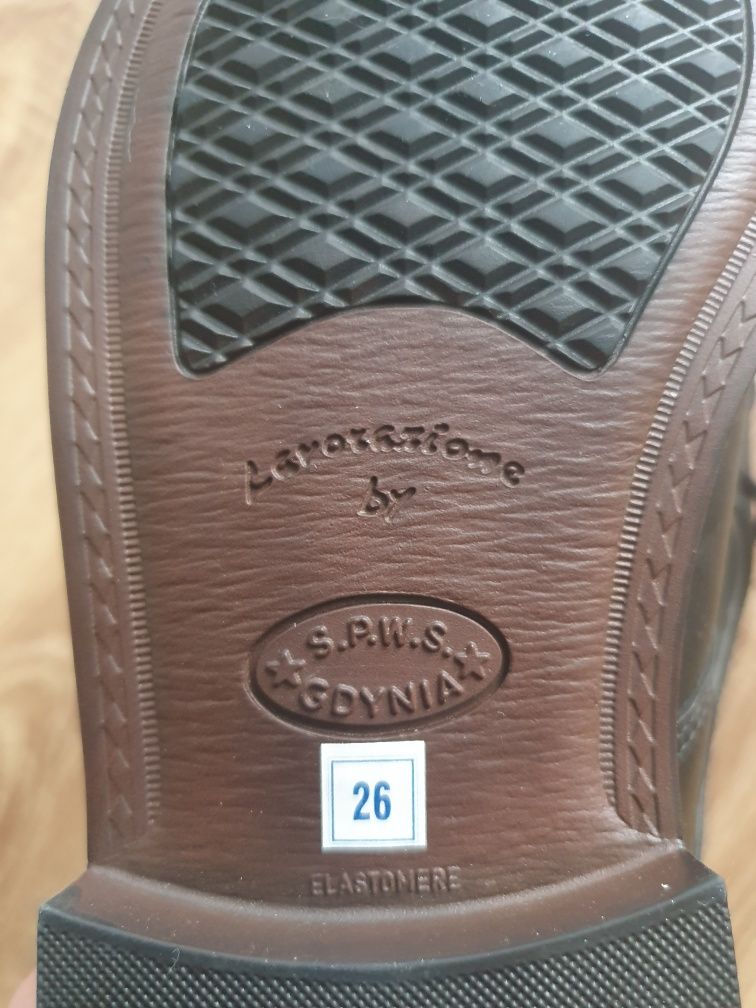 Lavorazione
by
S.P.W.S.
GDYNIA
26
ELASTOMERE